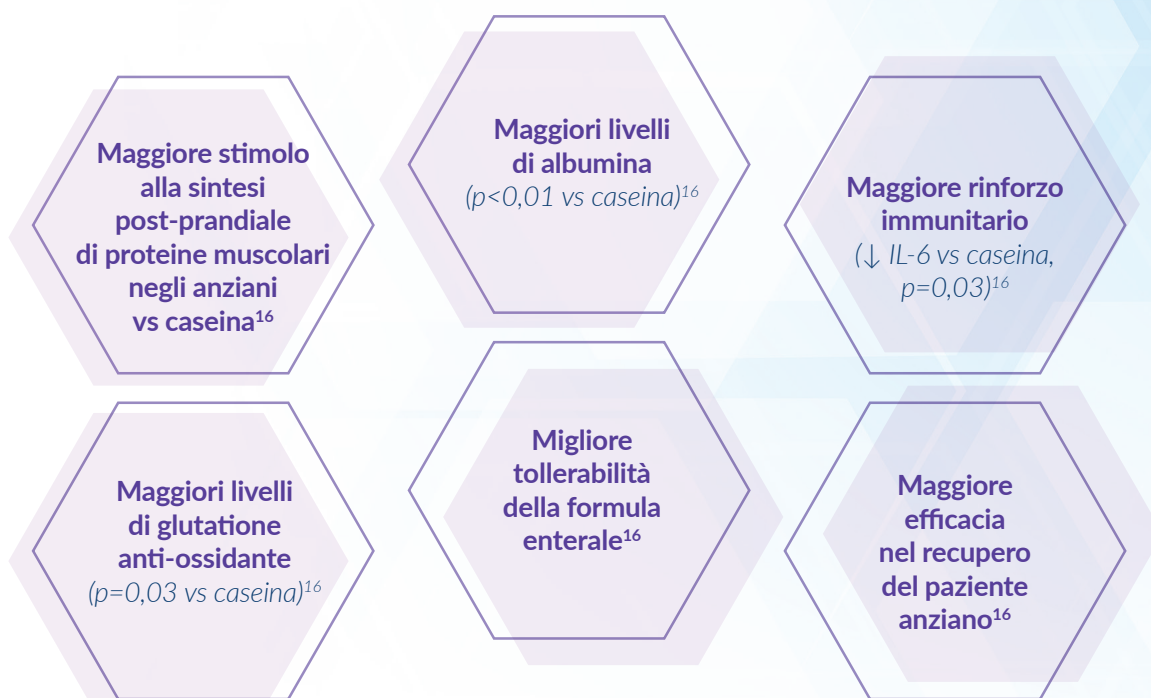 Maggiore stimolo
alla sintesi
post-prandiale
di proteine muscolari
negli anziani
vs caseina¹⁶
Maggiori livelli
di albumina
(p<0,01 vs caseina)¹⁶
Maggiore rinforzo
immunitario
(↓ IL-6 vs caseina,
p=0,03)¹⁶
Maggiori livelli
di glutatione
anti-ossidante
(p=0,03 vs caseina)¹⁶
Migliore
tollerabilità
della formula
enterale¹⁶
Maggiore
efficacia
nel recupero
del paziente
anziano¹⁶